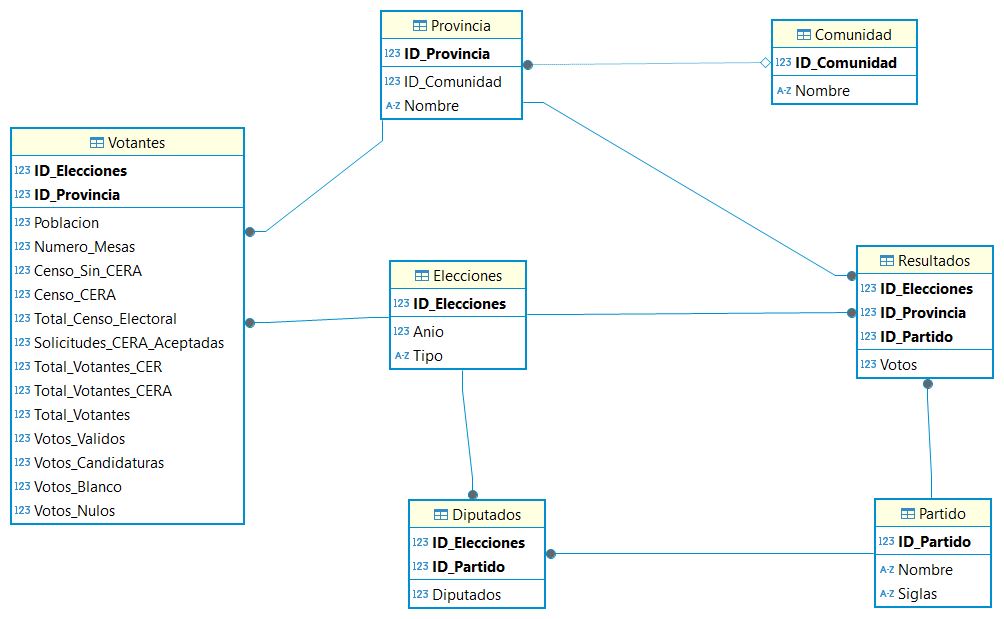 Provincia
123 ID_Provincia
123 ID_Comunidad
A-Z Nombre
Comunidad
123 ID_Comunidad
A-Z Nombre
Votantes
123 ID_Elecciones
123 ID_Provincia
123 Poblacion
123 Numero_Mesas
123 Censo_Sin_CERA
123 Censo_CERA
123 Total_Censo_Electoral
123 Solicitudes_CERA_Aceptadas
123 Total_Votantes_CER
123 Total_Votantes_CERA
123 Total_Votantes
123 Votos_Validos
123 Votos_Candidaturas
123 Votos_Blanco
123 Votos_Nulos
Elecciones
123 ID_Elecciones
123 Anio
A-Z Tipo
Resultados
123 ID_Elecciones
123 ID_Provincia
123 ID_Partido
123 Votos
Diputados
123 ID_Elecciones
123 ID_Partido
123 Diputados
Partido
123 ID_Partido
A-Z Nombre
A-Z Siglas